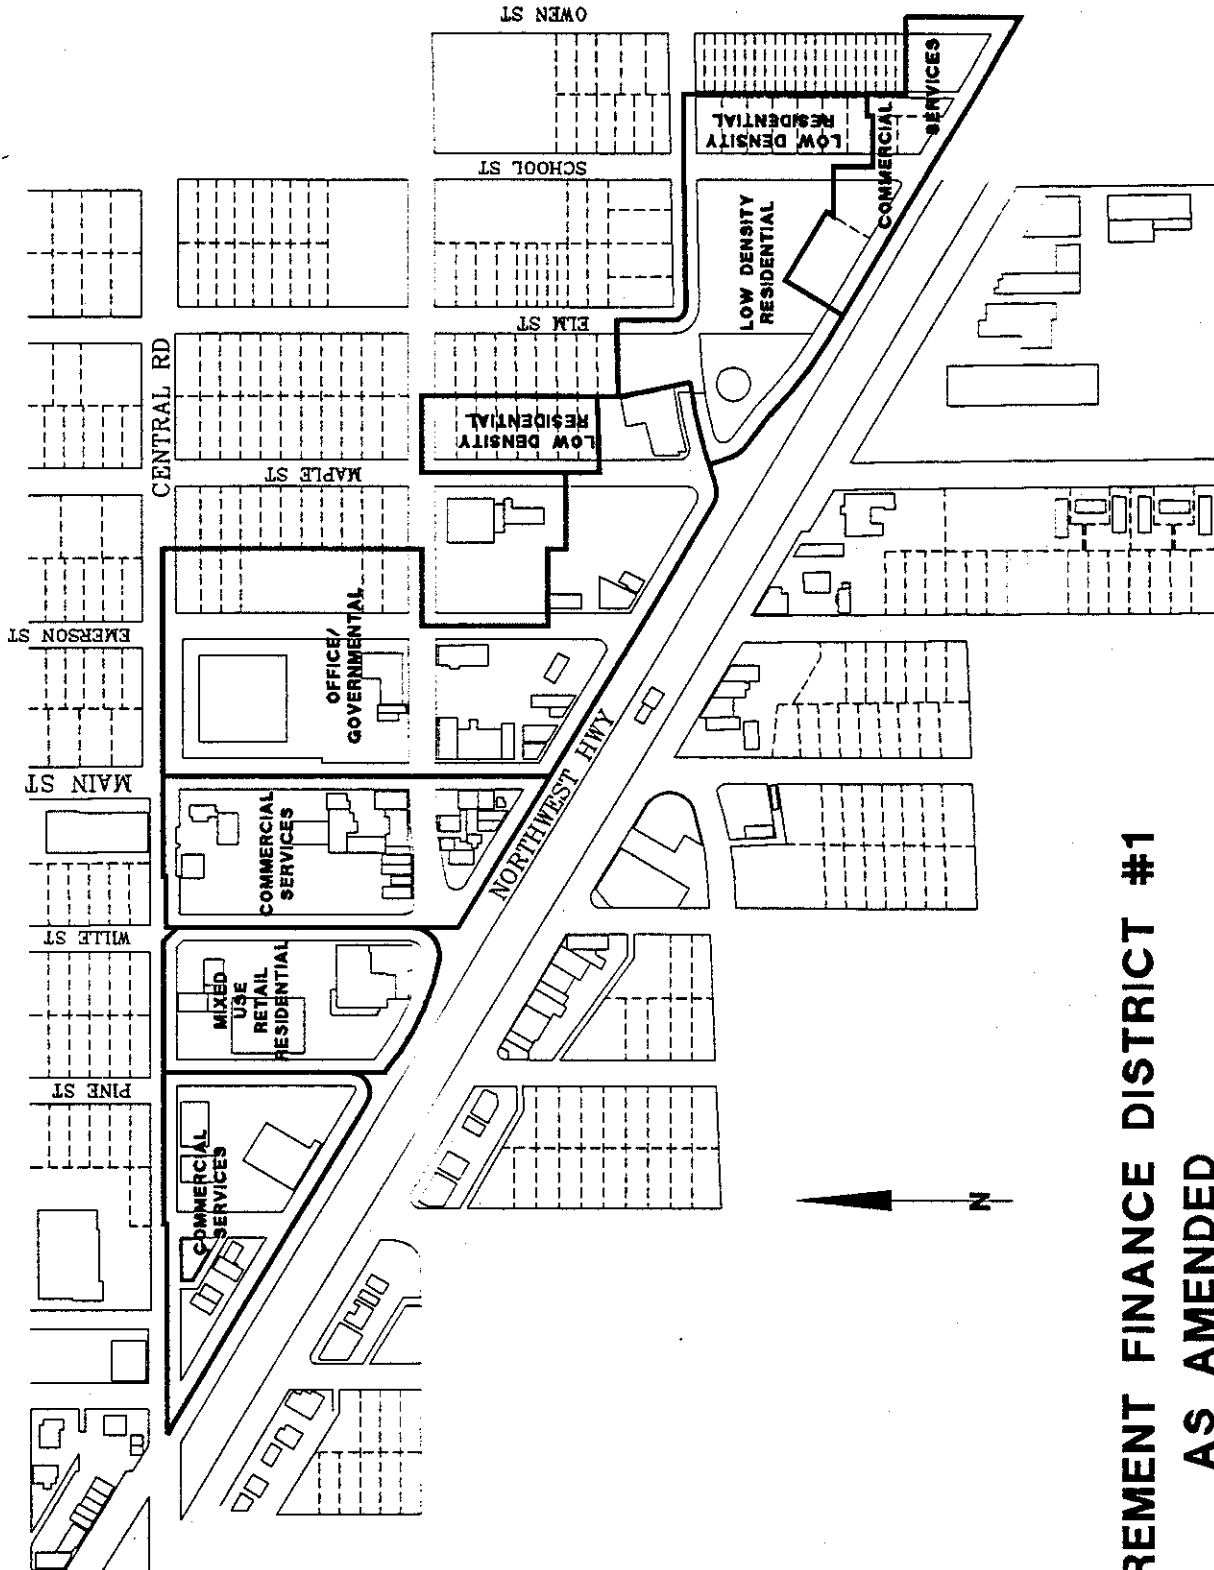 OWEN ST
SCHOOL ST
ELM ST
MAPLE ST
EMERSON ST
MAIN ST
WILLE ST
PINE ST
CENTRAL RD
NORTHWEST HWY
LOW DENSITY
RESIDENTIAL
COMMERCIAL
SERVICES
LOW DENSITY
RESIDENTIAL
LOW DENSITY
RESIDENTIAL
OFFICE/
GOVERNMENTAL
COMMERCIAL
SERVICES
MIXED
USE
RETAIL
RESIDENTIAL
COMMERCIAL
SERVICES
N
REMENT FINANCE DISTRICT #1
AS AMENDED